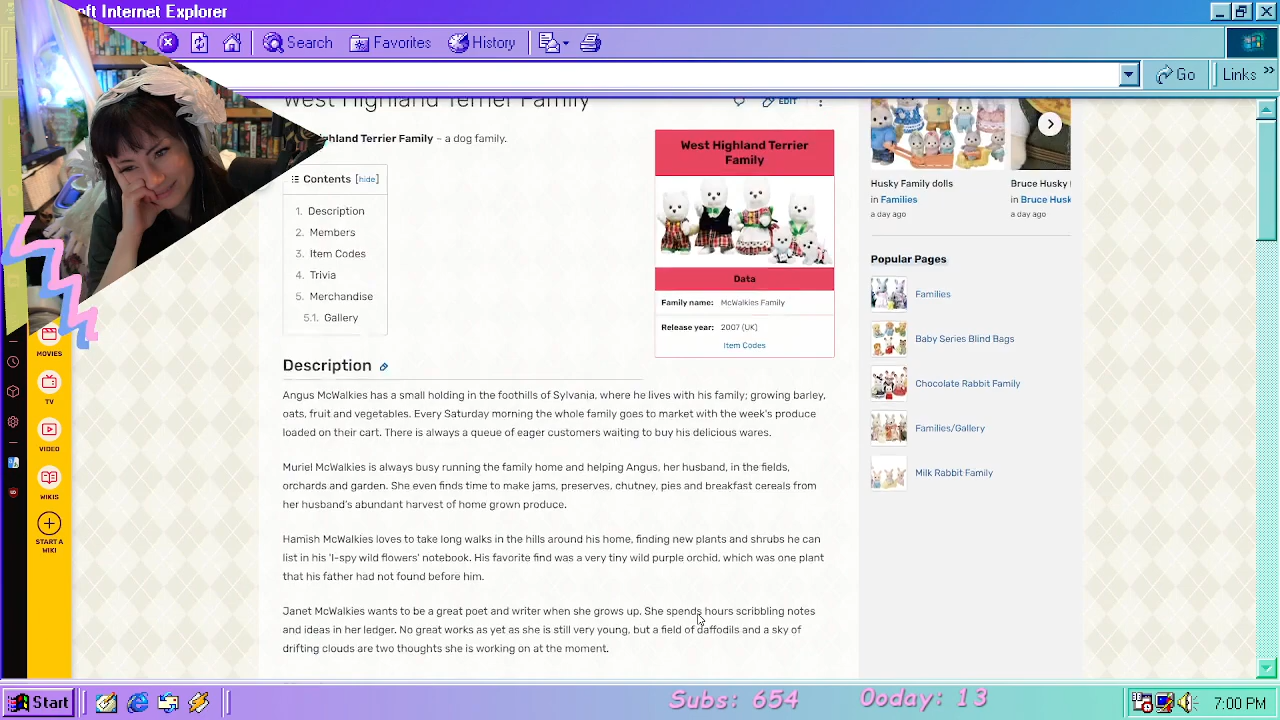 oft Internet Explorer
Search
Favorites
History
Go
Links »
West Highland Terrier Family
EDIT
hland Terrier Family – a dog family.
Contents [hide]
1. Description
2. Members
3. Item Codes
4. Trivia
5. Merchandise
5.1. Gallery
West Highland Terrier
Family
Data
Family name: McWalkies Family
Release year: 2007 (UK)
Item Codes
Description
Angus McWalkies has a small holding in the foothills of Sylvania, where he lives with his family; growing barley,
oats, fruit and vegetables. Every Saturday morning the whole family goes to market with the week's produce
loaded on their cart. There is always a queue of eager customers waiting to buy his delicious wares.
Muriel McWalkies is always busy running the family home and helping Angus, her husband, in the fields,
orchards and garden. She even finds time to make jams, preserves, chutney, pies and breakfast cereals from
her husband's abundant harvest of home grown produce.
Hamish McWalkies loves to take long walks in the hills around his home, finding new plants and shrubs he can
list in his 'I-spy wild flowers' notebook. His favorite find was a very tiny wild purple orchid, which was one plant
that his father had not found before him.
Janet McWalkies wants to be a great poet and writer when she grows up. She spends hours scribbling notes
and ideas in her ledger. No great works as yet as she is still very young, but a field of daffodils and a sky of
drifting clouds are two thoughts she is working on at the moment.
Husky Family dolls
in Families
a day ago
Bruce Husky
in Bruce Husk
a day ago
Popular Pages
Families
Baby Series Blind Bags
Chocolate Rabbit Family
Families/Gallery
Milk Rabbit Family
MOVIES
TV
VIDEO
WIKIS
START A
WIKI
Start
Subs: 654
Ooday: 13
7:00 PM